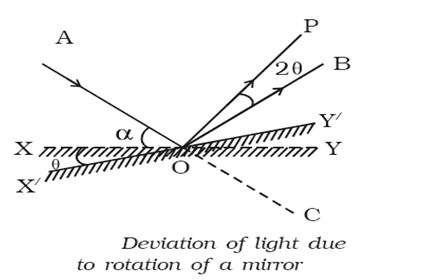 P
A
2θ
B
Y′
α
X
Y
θ
O
X′
C
Deviation of light due
to rotation of a mirror